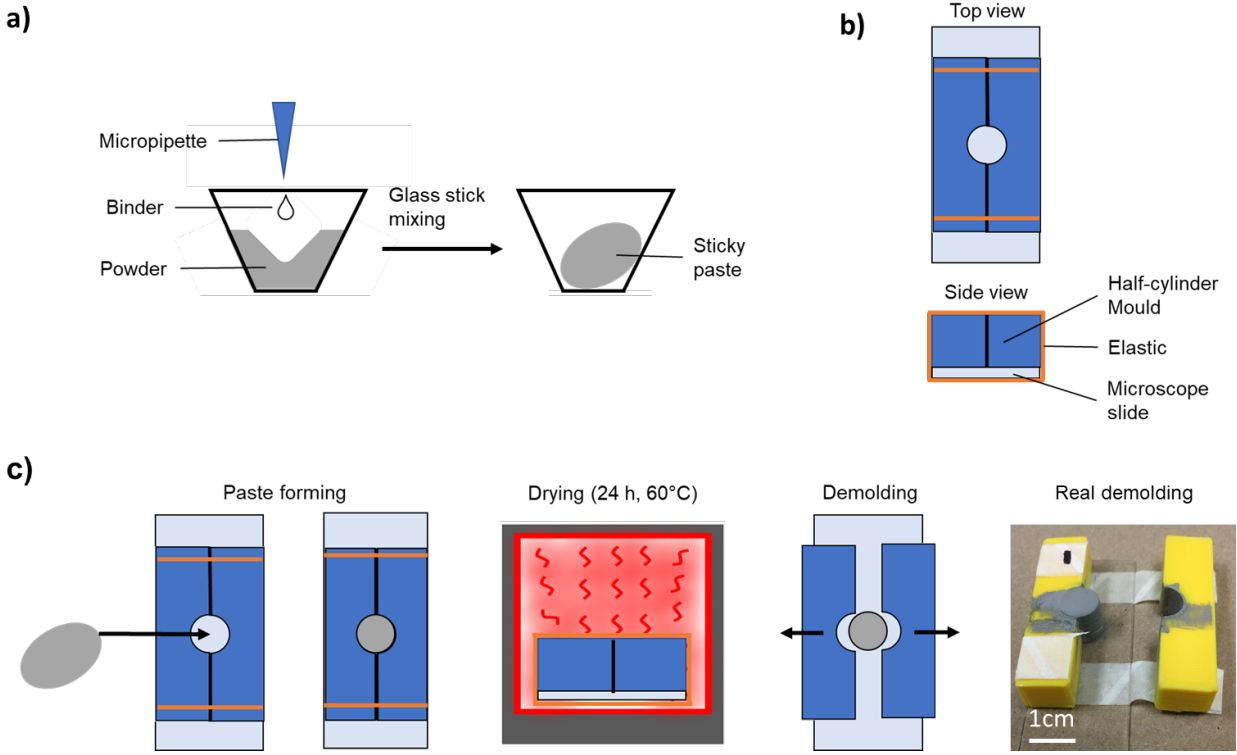 a)
Micropipette
Binder
Powder
Glass stick
mixing
Sticky
paste
b)
Top view
Side view
Half-cylinder
Mould
Elastic
Microscope
slide
c)
Paste forming
Drying (24 h, 60°C)
Demolding
Real demolding
1cm